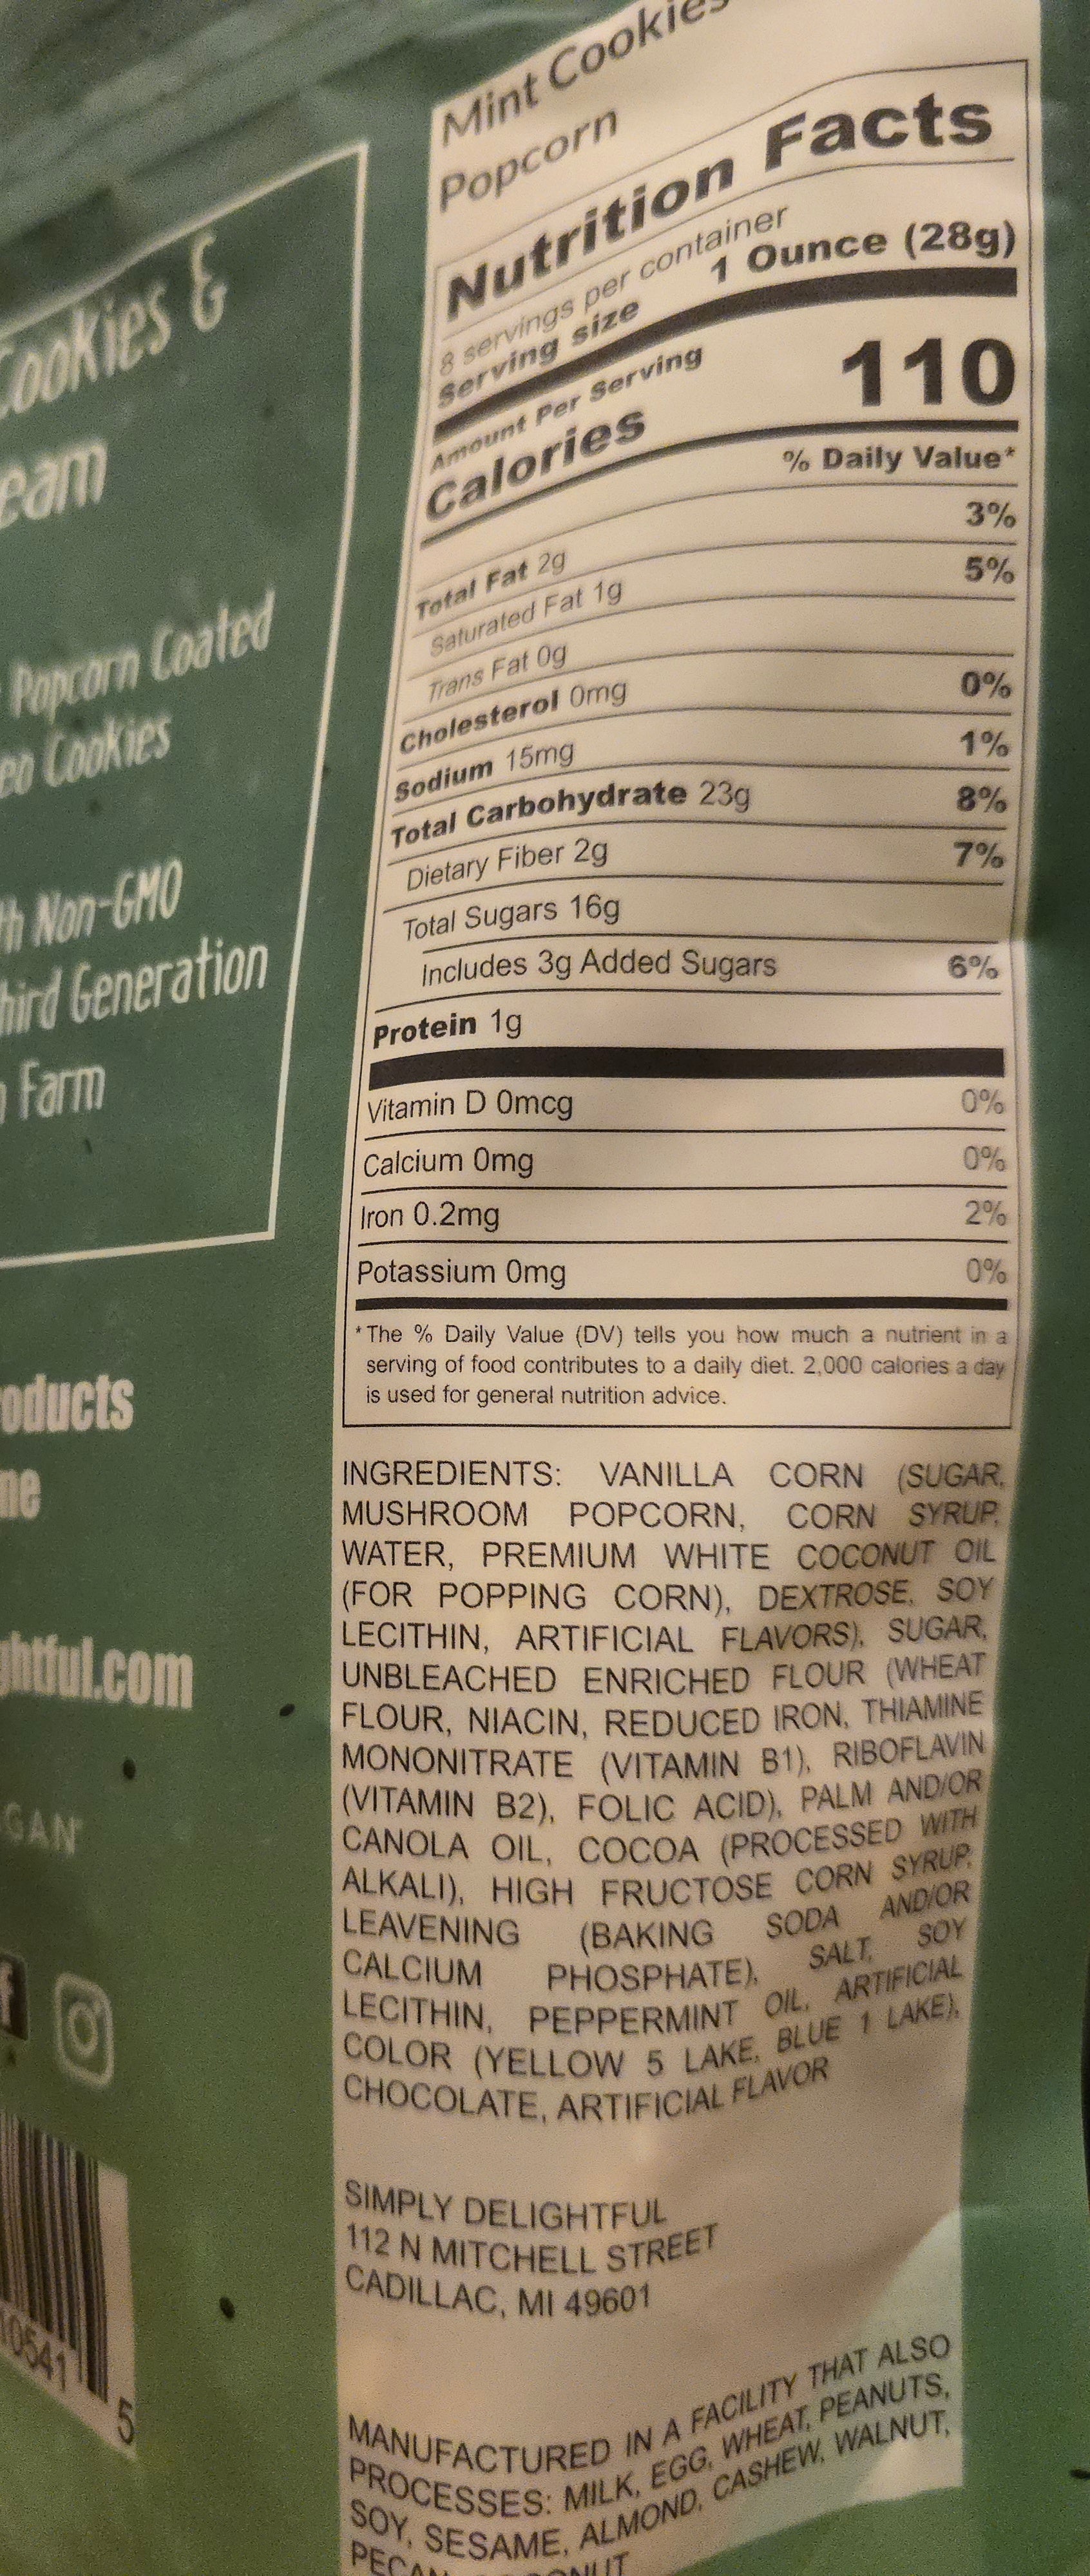 Cookies &
eam
Popcorn Coated
eo Cookies
th Non-GMO
hird Generation
n Farm
oducts
me
ghtful.com
GAN
10541
5
Mint Cookies
Popcorn
Nutrition Facts
8 servings per container
Serving size 1 Ounce (28g)
Amount Per Serving
Calories 110
% Daily Value*
Total Fat 2g 3%
Saturated Fat 1g 5%
Trans Fat 0g
Cholesterol 0mg 0%
Sodium 15mg 1%
Total Carbohydrate 23g 8%
Dietary Fiber 2g 7%
Total Sugars 16g
Includes 3g Added Sugars 6%
Protein 1g
Vitamin D 0mcg 0%
Calcium 0mg 0%
Iron 0.2mg 2%
Potassium 0mg 0%
*The % Daily Value (DV) tells you how much a nutrient in a
serving of food contributes to a daily diet. 2,000 calories a day
is used for general nutrition advice.
INGREDIENTS: VANILLA CORN (SUGAR,
MUSHROOM POPCORN, CORN SYRUP,
WATER, PREMIUM WHITE COCONUT OIL
(FOR POPPING CORN), DEXTROSE, SOY
LECITHIN, ARTIFICIAL FLAVORS), SUGAR,
UNBLEACHED ENRICHED FLOUR (WHEAT
FLOUR, NIACIN, REDUCED IRON, THIAMINE
MONONITRATE (VITAMIN B1), RIBOFLAVIN
(VITAMIN B2), FOLIC ACID), PALM AND/OR
CANOLA OIL, COCOA (PROCESSED WITH
ALKALI), HIGH FRUCTOSE CORN SYRUP,
LEAVENING (BAKING SODA AND/OR
CALCIUM PHOSPHATE), SALT, SOY
LECITHIN, PEPPERMINT OIL, ARTIFICIAL
COLOR (YELLOW 5 LAKE, BLUE 1 LAKE),
CHOCOLATE, ARTIFICIAL FLAVOR
SIMPLY DELIGHTFUL
112 N MITCHELL STREET
CADILLAC, MI 49601
MANUFACTURED IN A FACILITY THAT ALSO
PROCESSES: MILK, EGG, WHEAT, PEANUTS,
SOY, SESAME, ALMOND, CASHEW, WALNUT,